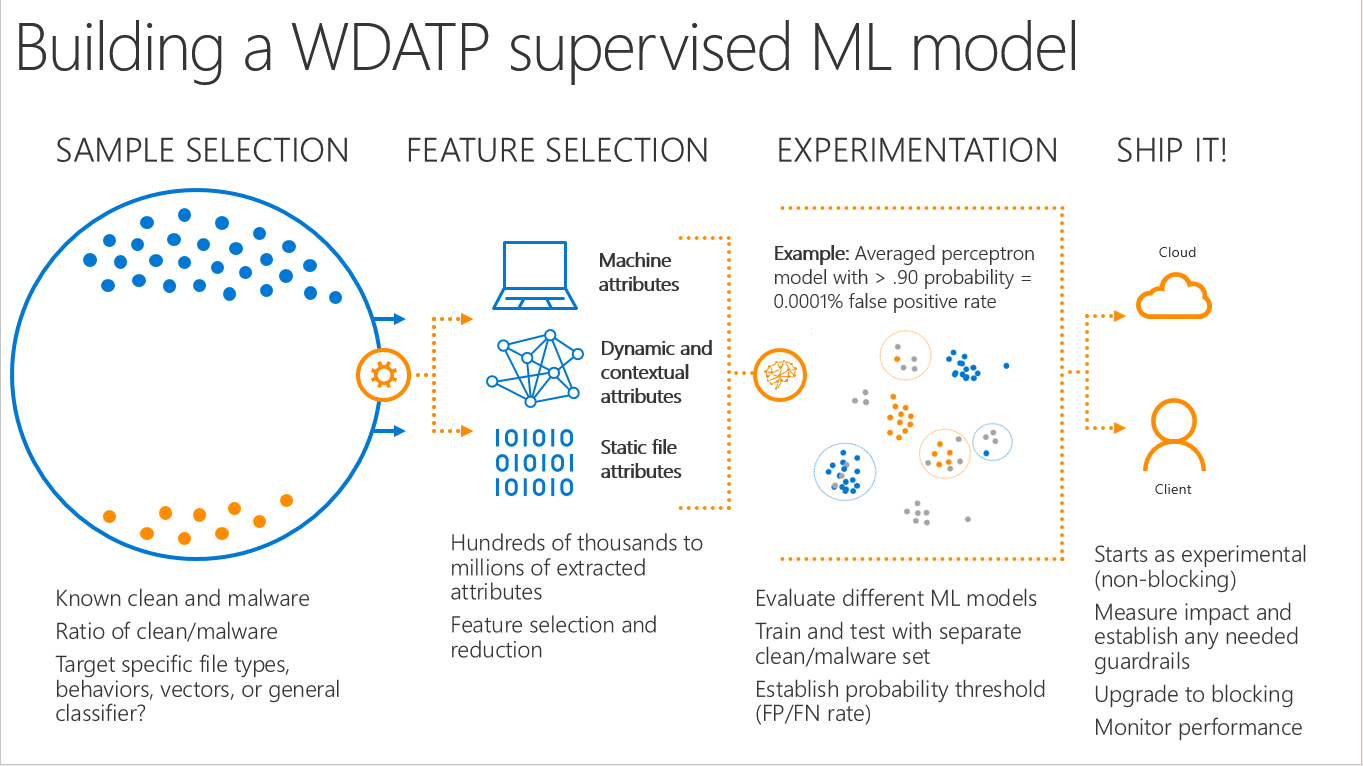 Building a WDATP supervised ML model
SAMPLE SELECTION
Known clean and malware
Ratio of clean/malware
Target specific file types,
behaviors, vectors, or general
classifier?
FEATURE SELECTION
Machine
attributes
Dynamic and
contextual
attributes
101010
010101
101010
Static file
attributes
Hundreds of thousands to
millions of extracted
attributes
Feature selection and
reduction
EXPERIMENTATION
Example: Averaged perceptron
model with > .90 probability =
0.0001% false positive rate
Evaluate different ML models
Train and test with separate
clean/malware set
Establish probability threshold
(FP/FN rate)
SHIP IT!
Cloud
Client
Starts as experimental
(non-blocking)
Measure impact and
establish any needed
guardrails
Upgrade to blocking
Monitor performance